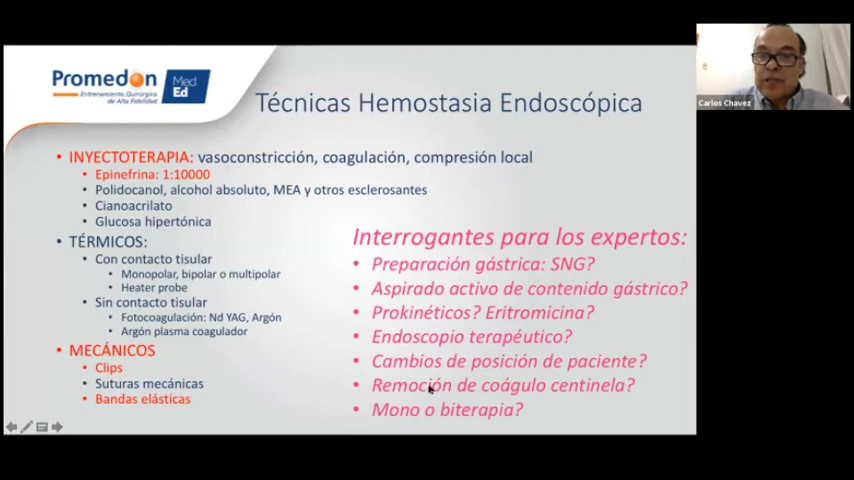 Promedon
Entrenamiento Quirúrgico
de Alta Fidelidad
Med
Ed
Técnicas Hemostasia Endoscópica
Carlos Chavez
• INYECTOTERAPIA: vasoconstricción, coagulación, compresión local
• Epinefrina: 1:10000
• Polidocanol, alcohol absoluto, MEA y otros esclerosantes
• Cianoacrilato
• Glucosa hipertónica
• TÉRMICOS:
• Con contacto tisular
• Monopolar, bipolar o multipolar
• Heater probe
• Sin contacto tisular
• Fotocoagulación: Nd YAG, Argón
• Argón plasma coagulador
• MECÁNICOS
• Clips
• Suturas mecánicas
• Bandas elásticas
Interrogantes para los expertos:
• Preparación gástrica: SNG?
• Aspirado activo de contenido gástrico?
• Prokinéticos? Eritromicina?
• Endoscopio terapéutico?
• Cambios de posición de paciente?
• Remoción de coágulo centinela?
• Mono o biterapia?